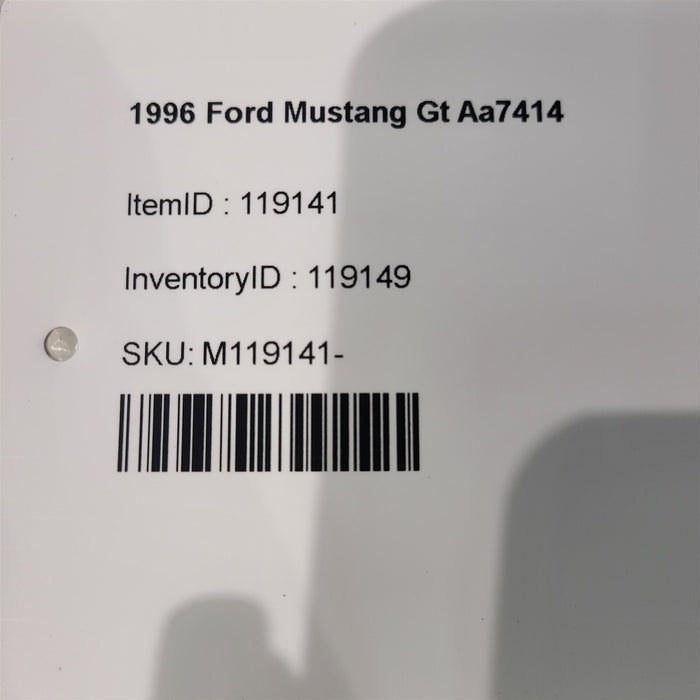 1996 Ford Mustang Gt Aa7414
ItemID : 119141
InventoryID : 119149
SKU: M119141-